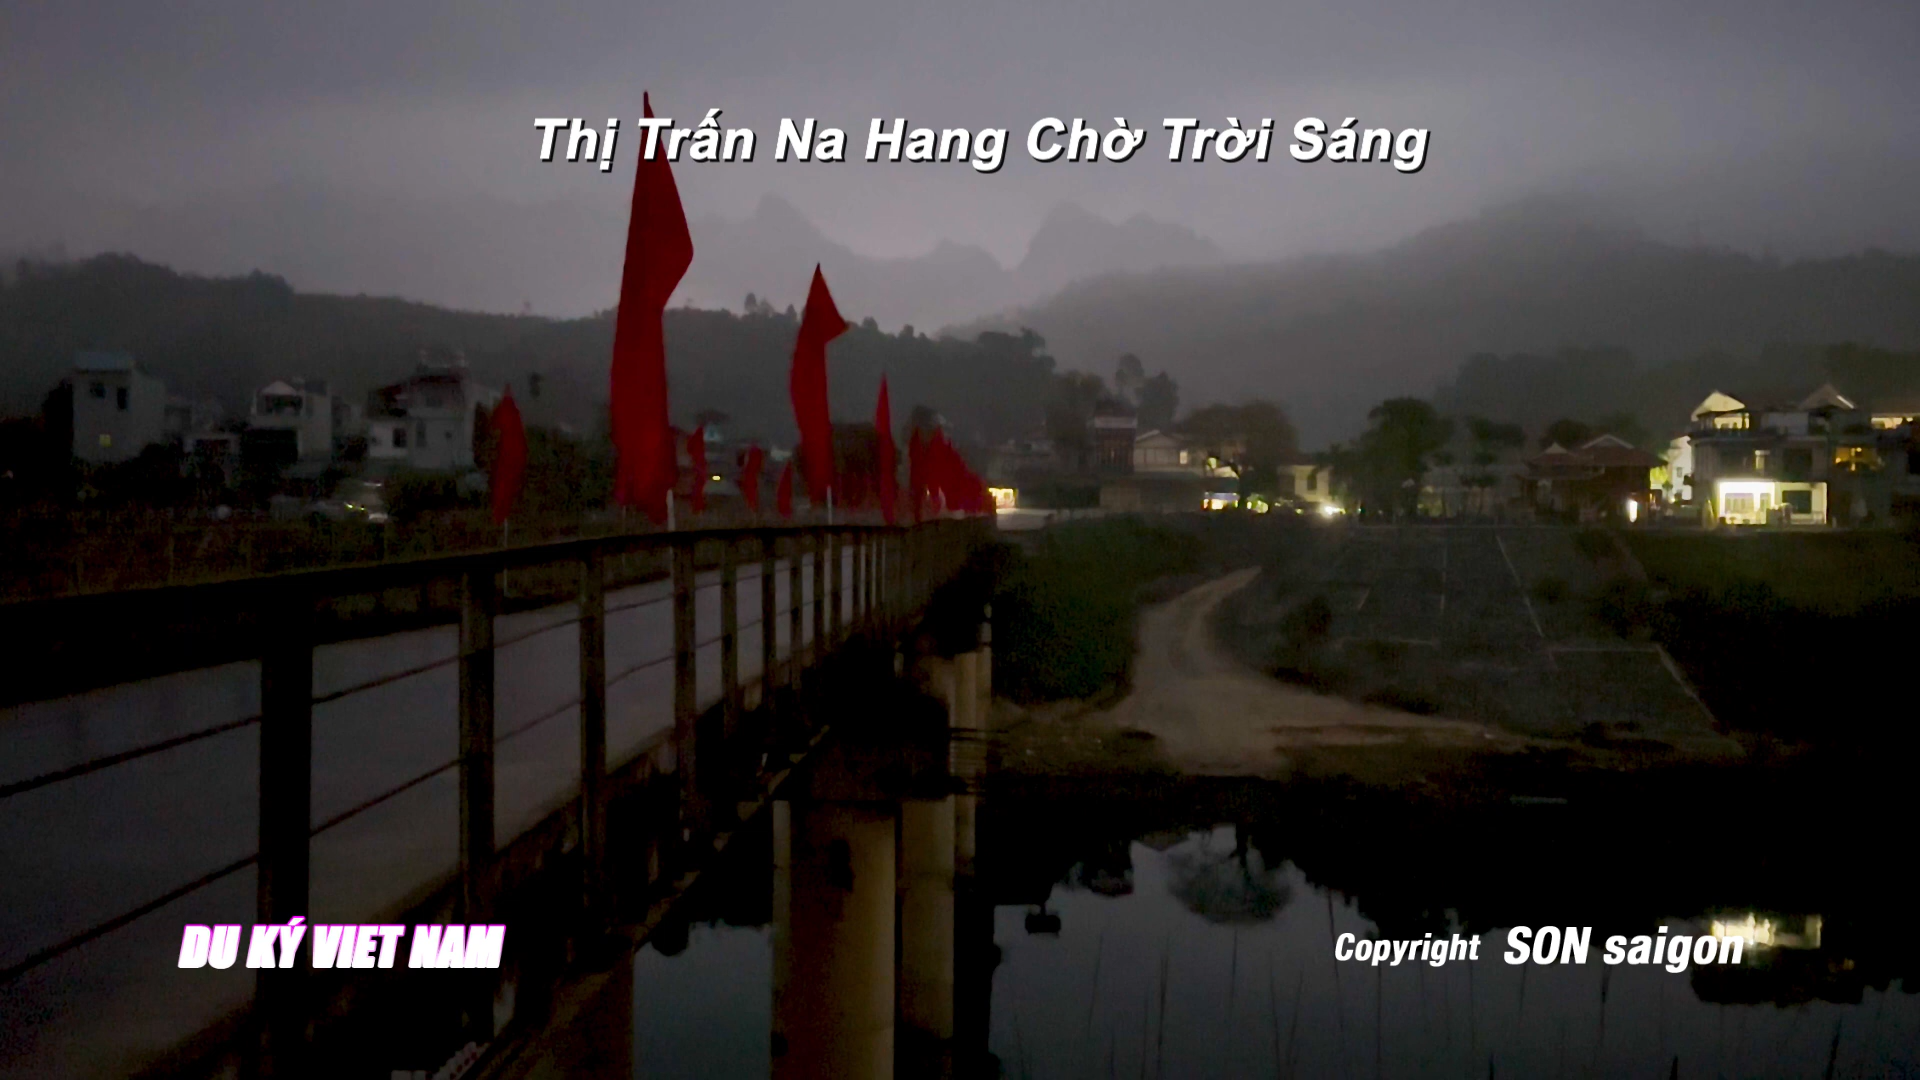 Thị Trấn Na Hang Chờ Trời Sáng
DU KÝ VIET NAM
Copyright SON saigon